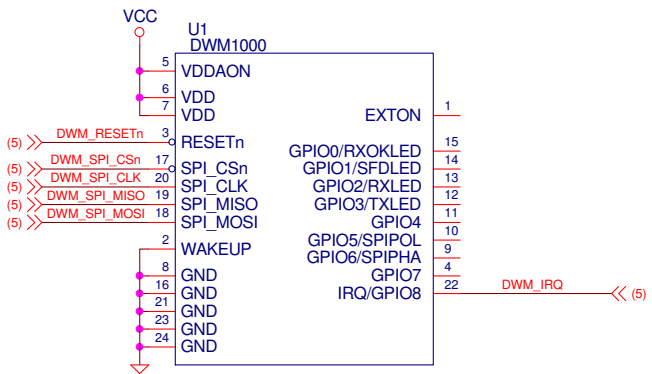 VCC
U1
DWM1000
5 VDDAON
6 VDD
7 VDD
EXTON 1
(5) DWM_RESETn 3 RESETn
GPIO0/RXOKLED 15
(5) DWM_SPI_CSn 17 SPI_CSn
GPIO1/SFDLED 14
(5) DWM_SPI_CLK 20 SPI_CLK
GPIO2/RXLED 13
(5) DWM_SPI_MISO 19 SPI_MISO
GPIO3/TXLED 12
(5) DWM_SPI_MOSI 18 SPI_MOSI
GPIO4 11
GPIO5/SPIPOL 10
2 WAKEUP
GPIO6/SPIPHA 9
8 GND
GPIO7 4
16 GND
IRQ/GPIO8 22 DWM_IRQ (5)
21 GND
23 GND
24 GND